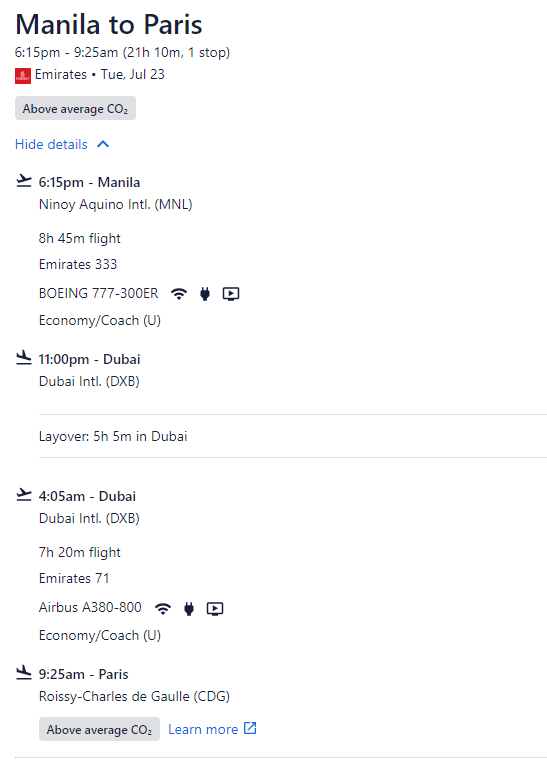 Manila to Paris
6:15pm - 9:25am (21h 10m, 1 stop)
Emirates • Tue, Jul 23
Above average CO₂
Hide details
6:15pm - Manila
Ninoy Aquino Intl. (MNL)
8h 45m flight
Emirates 333
BOEING 777-300ER
Economy/Coach (U)
11:00pm - Dubai
Dubai Intl. (DXB)
Layover: 5h 5m in Dubai
4:05am - Dubai
Dubai Intl. (DXB)
7h 20m flight
Emirates 71
Airbus A380-800
Economy/Coach (U)
9:25am - Paris
Roissy-Charles de Gaulle (CDG)
Above average CO₂ Learn more